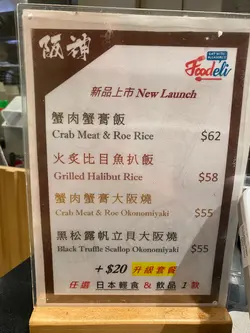 阪神
Foodeli
新品上市 New Launch
蟹肉蟹膏飯
Crab Meat & Roe Rice $62
火炙比目魚扒飯
Grilled Halibut Rice $58
蟹肉蟹膏大阪燒
Crab Meat & Roe Okonomiyaki $55
黑松露帆立貝大阪燒
Black Truffle Scallop Okonomiyaki $55
+ $20 升級套餐
任選 日本輕食 & 飲品 1 款